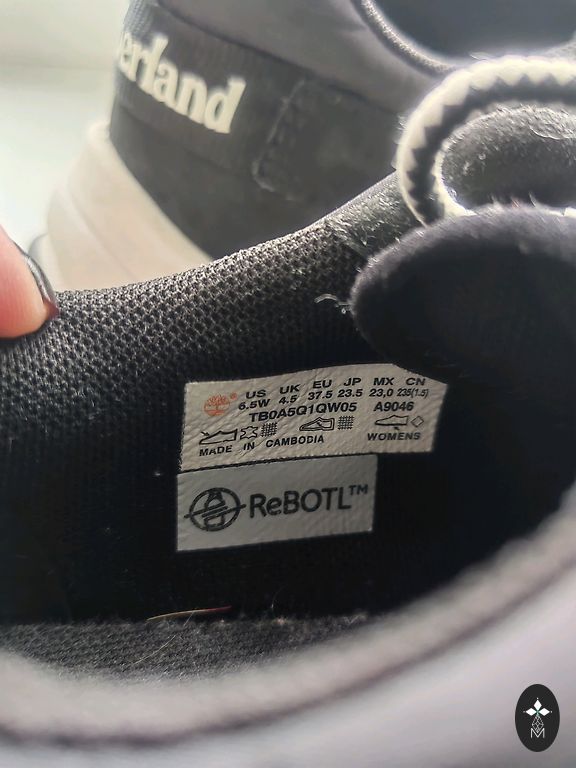 erland
US UK EU JP MX CN
6.5W 4.5 37.5 23.5 23,0 235(1.5)
TB0A5Q1QW05 A9046
MADE IN CAMBODIA WOMENS
ReBOTL™
M